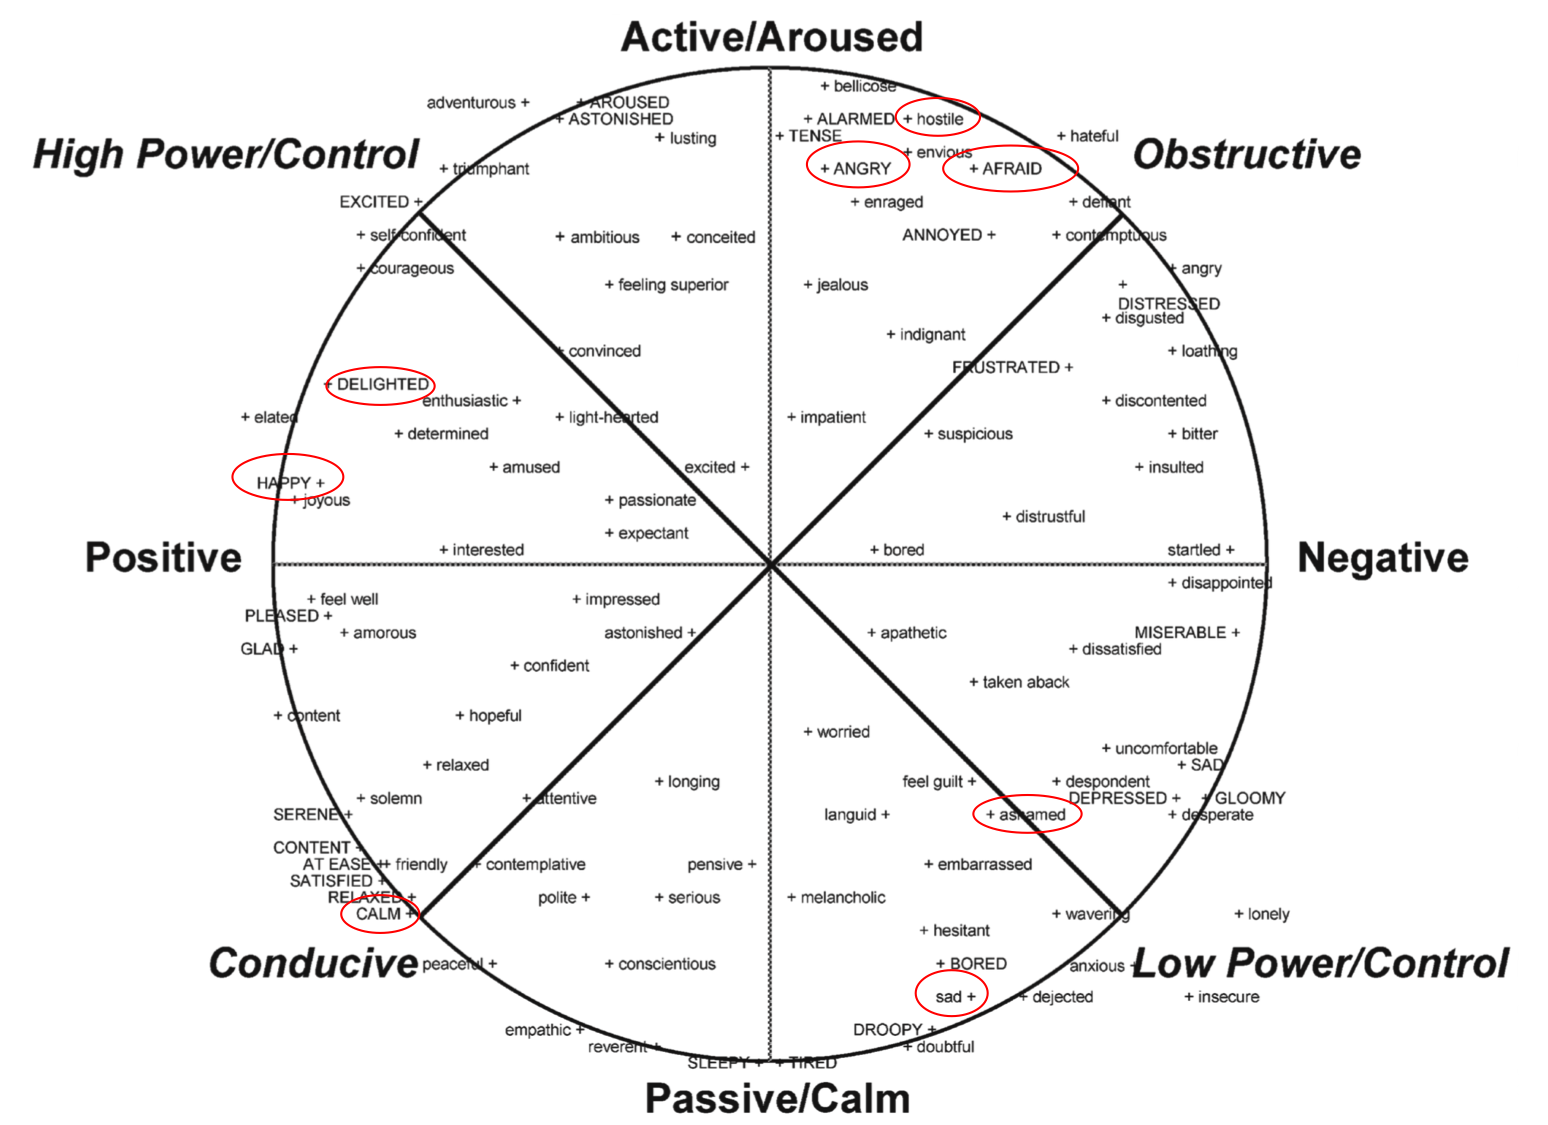 Active/Aroused
+ bellicose
adventurous +
+ AROUSED
+ ASTONISHED
+ ALARMED
+ hostile
+ lusting
+ TENSE
+ hateful
High Power/Control
+ envious
Obstructive
+ triumphant
+ ANGRY
+ AFRAID
EXCITED +
+ enraged
+ defiant
+ self-confident
+ ambitious
+ conceited
ANNOYED +
+ contemptuous
+ courageous
+ angry
+ feeling superior
+ jealous
+
DISTRESSED
+ disgusted
+ indignant
+ convinced
+ loathing
FRUSTRATED +
+ DELIGHTED
enthusiastic +
+ discontented
+ elated
+ light-hearted
+ impatient
+ determined
+ suspicious
+ bitter
+ amused
excited +
+ insulted
HAPPY +
+ joyous
+ passionate
+ distrustful
+ expectant
Positive
+ interested
+ bored
startled +
Negative
+ disappointed
+ feel well
+ impressed
PLEASED +
+ amorous
astonished +
+ apathetic
MISERABLE +
GLAD +
+ dissatisfied
+ confident
+ taken aback
+ content
+ hopeful
+ worried
+ uncomfortable
+ relaxed
+ SAD
+ longing
feel guilt +
+ despondent
+ solemn
+ attentive
DEPRESSED +
+ GLOOMY
SERENE +
languid +
+ ashamed
+ desperate
CONTENT +
AT EASE +
+ friendly
+ contemplative
pensive +
+ embarrassed
SATISFIED +
RELAXED +
polite +
+ serious
+ melancholic
CALM +
+ wavering
+ lonely
+ hesitant
Conducive
peaceful +
+ conscientious
+ BORED
anxious +
Low Power/Control
sad +
+ dejected
+ insecure
empathic +
DROOPY +
reverent +
+ doubtful
SLEEPY +
+ TIRED
Passive/Calm